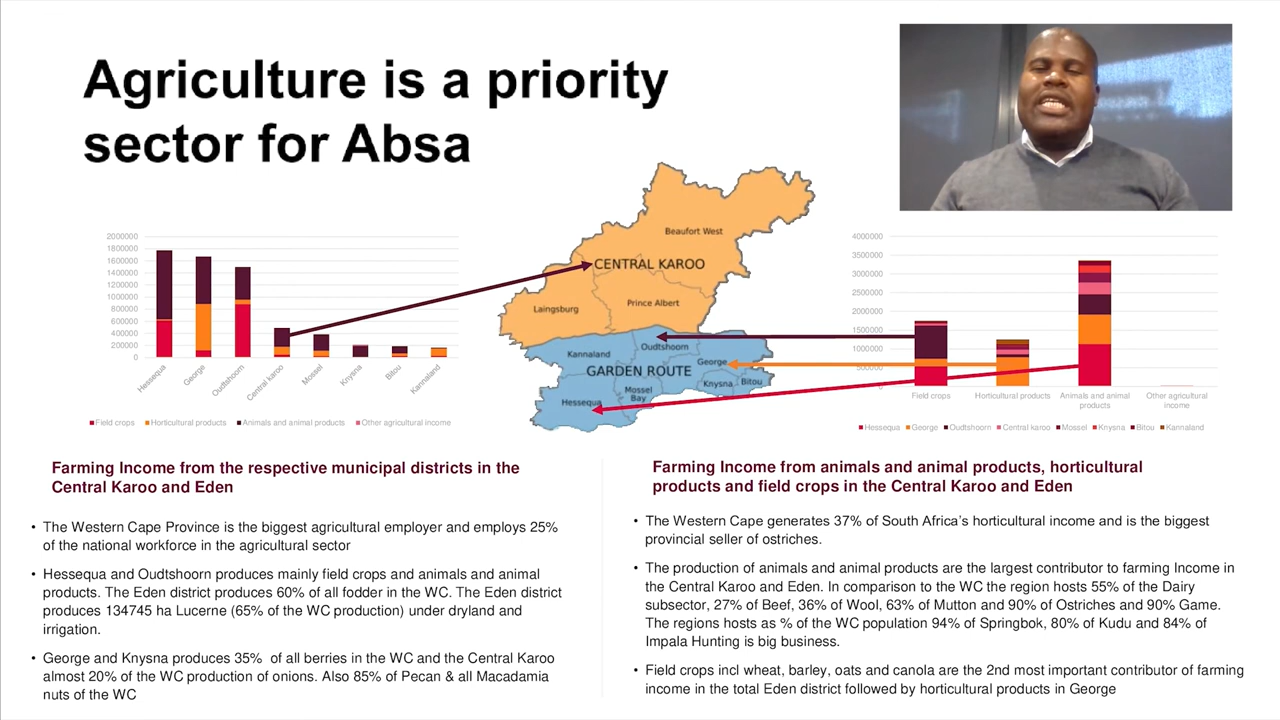 Agriculture is a priority
sector for Absa
2000000
1800000
1600000
1400000
1200000
1000000
800000
600000
400000
200000
0
Hessequa
George
Oudtshoorn
Central karoo
Mossel
Knysna
Bitou
Kannaland
Field crops
Horticultural products
Animals and animal products
Other agricultural income
Beaufort West
CENTRAL KAROO
Laingsburg
Prince Albert
Kannaland
Oudtshoorn
George
GARDEN ROUTE
Knysna
Bitou
Mossel
Bay
Hessequa
4000000
3500000
3000000
2500000
2000000
1500000
1000000
500000
Field crops
Horticultural products
Animals and animal
products
Other agricultural
income
Hessequa
George
Oudtshoorn
Central karoo
Mossel
Knysna
Bitou
Kannaland
Farming Income from the respective municipal districts in the
Central Karoo and Eden
• The Western Cape Province is the biggest agricultural employer and employs 25%
of the national workforce in the agricultural sector
• Hessequa and Oudtshoorn produces mainly field crops and animals and animal
products. The Eden district produces 60% of all fodder in the WC. The Eden district
produces 134745 ha Lucerne (65% of the WC production) under dryland and
irrigation.
• George and Knysna produces 35% of all berries in the WC and the Central Karoo
almost 20% of the WC production of onions. Also 85% of Pecan & all Macadamia
nuts of the WC
Farming Income from animals and animal products, horticultural
products and field crops in the Central Karoo and Eden
• The Western Cape generates 37% of South Africa's horticultural income and is the biggest
provincial seller of ostriches.
• The production of animals and animal products are the largest contributor to farming Income in
the Central Karoo and Eden. In comparison to the WC the region hosts 55% of the Dairy
subsector, 27% of Beef, 36% of Wool, 63% of Mutton and 90% of Ostriches and 90% Game.
The regions hosts as % of the WC population 94% of Springbok, 80% of Kudu and 84% of
Impala Hunting is big business.
• Field crops incl wheat, barley, oats and canola are the 2nd most important contributor of farming
income in the total Eden district followed by horticultural products in George